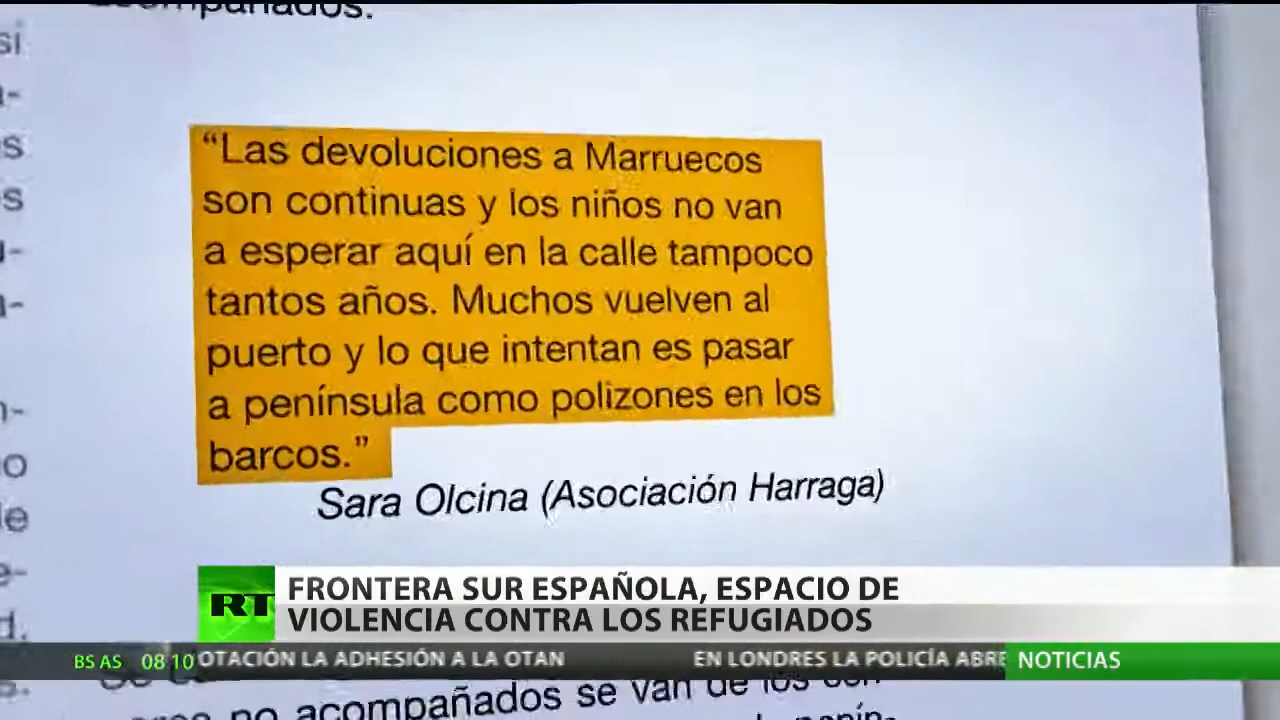 acompañados.
si
a-
s
s
"Las devoluciones a Marruecos
son continuas y los niños no van
a esperar aquí en la calle tampoco
tantos años. Muchos vuelven al
puerto y lo que intentan es pasar
a península como polizones en los
barcos."
Sara Olcina (Asociación Harraga)
RT
FRONTERA SUR ESPAÑOLA, ESPACIO DE
VIOLENCIA CONTRA LOS REFUGIADOS
BS AS 08 10 OTACIÓN LA ADHESIÓN A LA OTAN EN LONDRES LA POLICÍA ABRE NOTICIAS
no acompañados se van de los